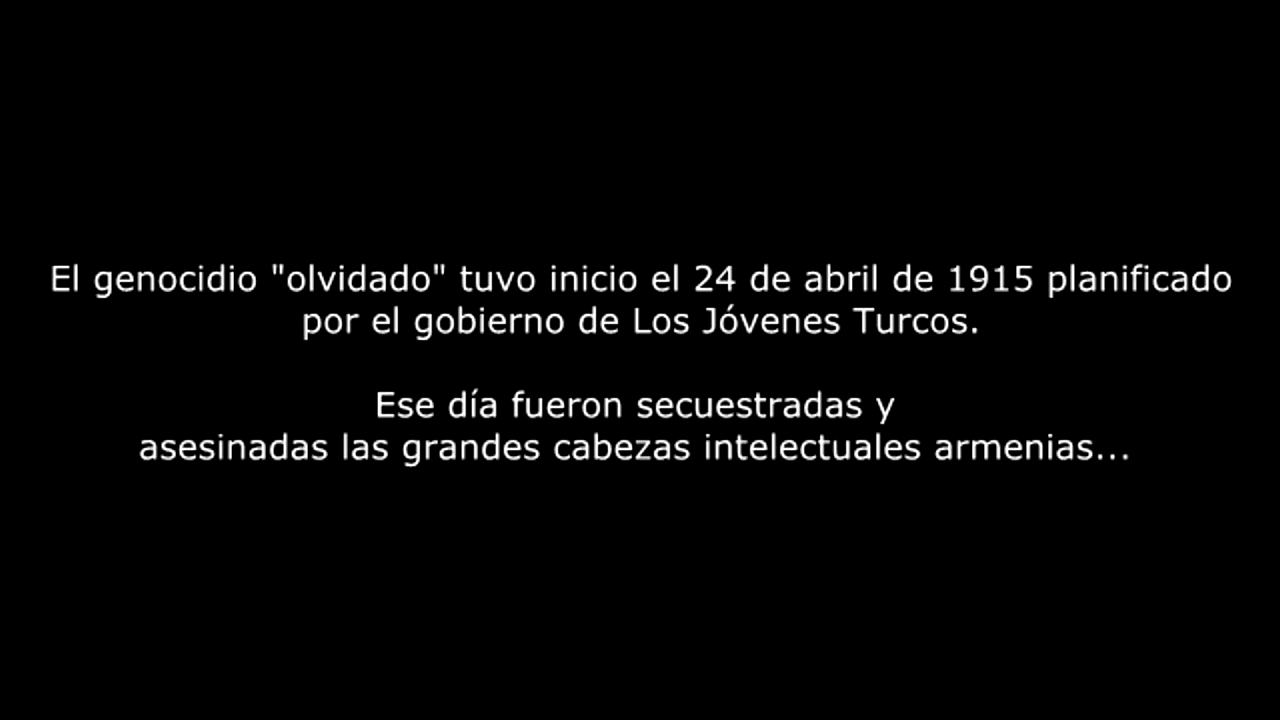 El genocidio "olvidado" tuvo inicio el 24 de abril de 1915 planificado
por el gobierno de Los Jóvenes Turcos.
Ese día fueron secuestradas y
asesinadas las grandes cabezas intelectuales armenias...